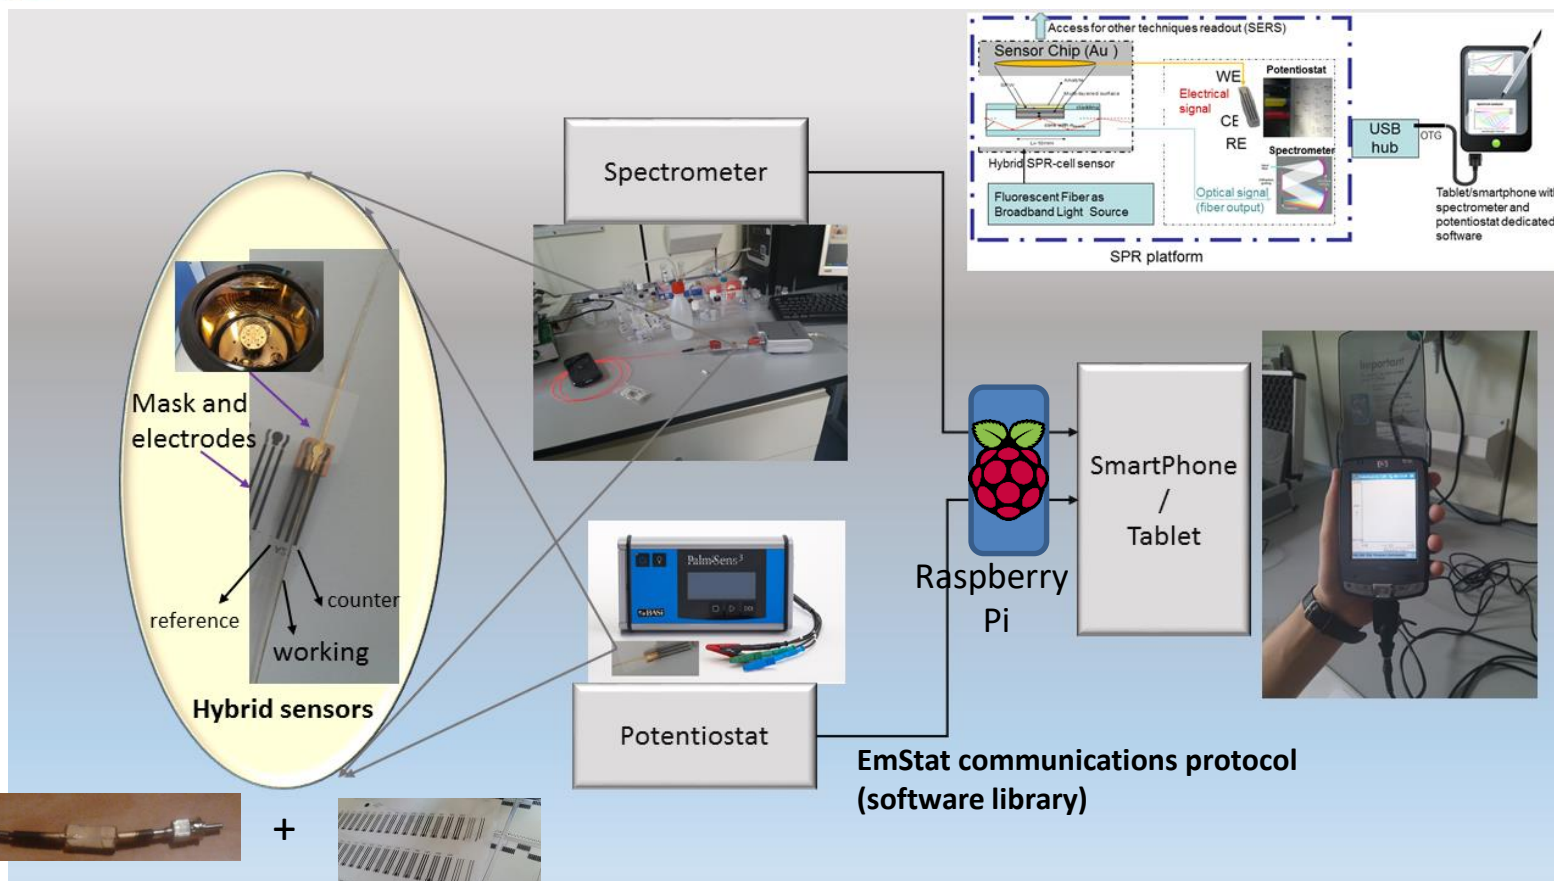 Access for other techniques readout (SERS)
Sensor Chip (Au )
WE
Potentiostat
Electrical
signal
CE
RE
Spectrometer
Hybrid SPR-cell sensor
Fluorescent Fiber as
Broadband Light Source
Optical signal
(fiber output)
SPR platform
USB
hub
OTG
Tablet/smartphone with
spectrometer and
potentiostat dedicated
software
Spectrometer
Mask and
electrodes
reference
counter
working
Hybrid sensors
PalmSens3
BASi
Potentiostat
Raspberry
Pi
SmartPhone
/
Tablet
Important
EmStat communications protocol
(software library)
+